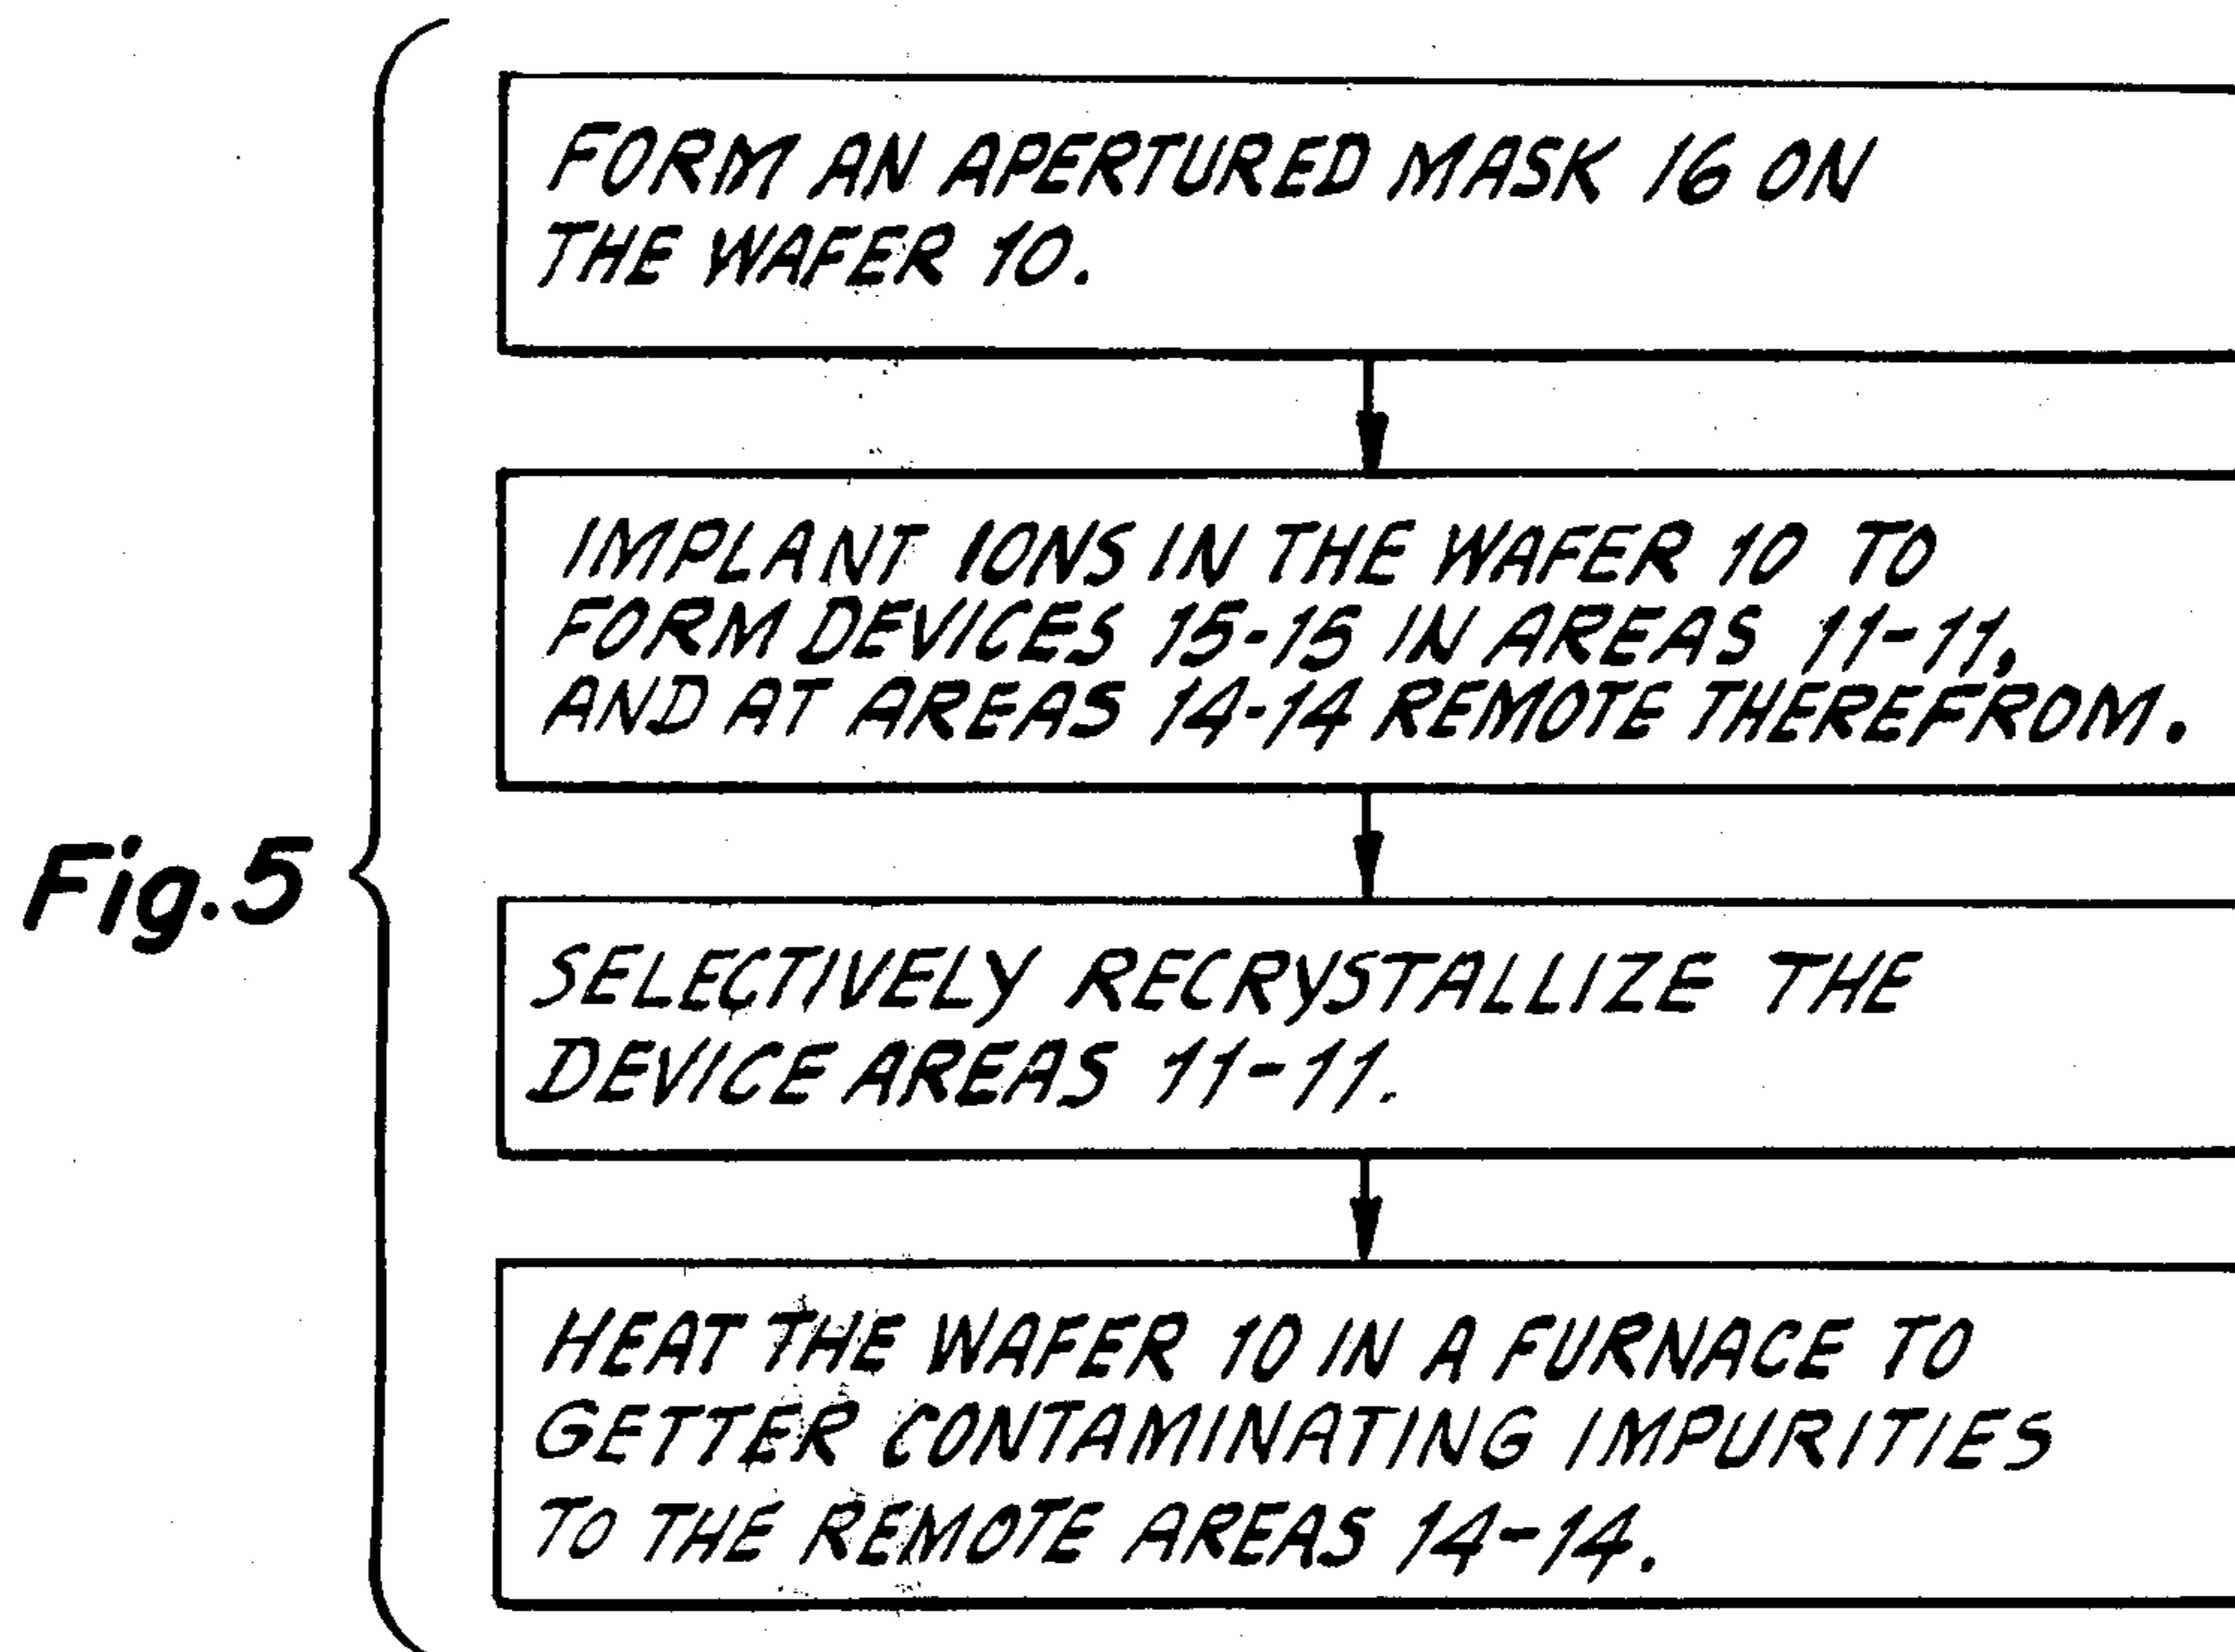 FORM AN APERTURED MASK 16 ON
THE WAFER 10.
IMPLANT IONS IN THE WAFER 10 TO
FORM DEVICES 15-15 IN AREAS 11-11,
AND AT AREAS 14-14 REMOTE THEREFROM.
Fig.5
SELECTIVELY RECRYSTALLIZE THE
DEVICE AREAS 11-11.
HEAT THE WAFER 10 IN A FURNACE TO
GETTER CONTAMINATING IMPURITIES
TO THE REMOTE AREAS 14-14.